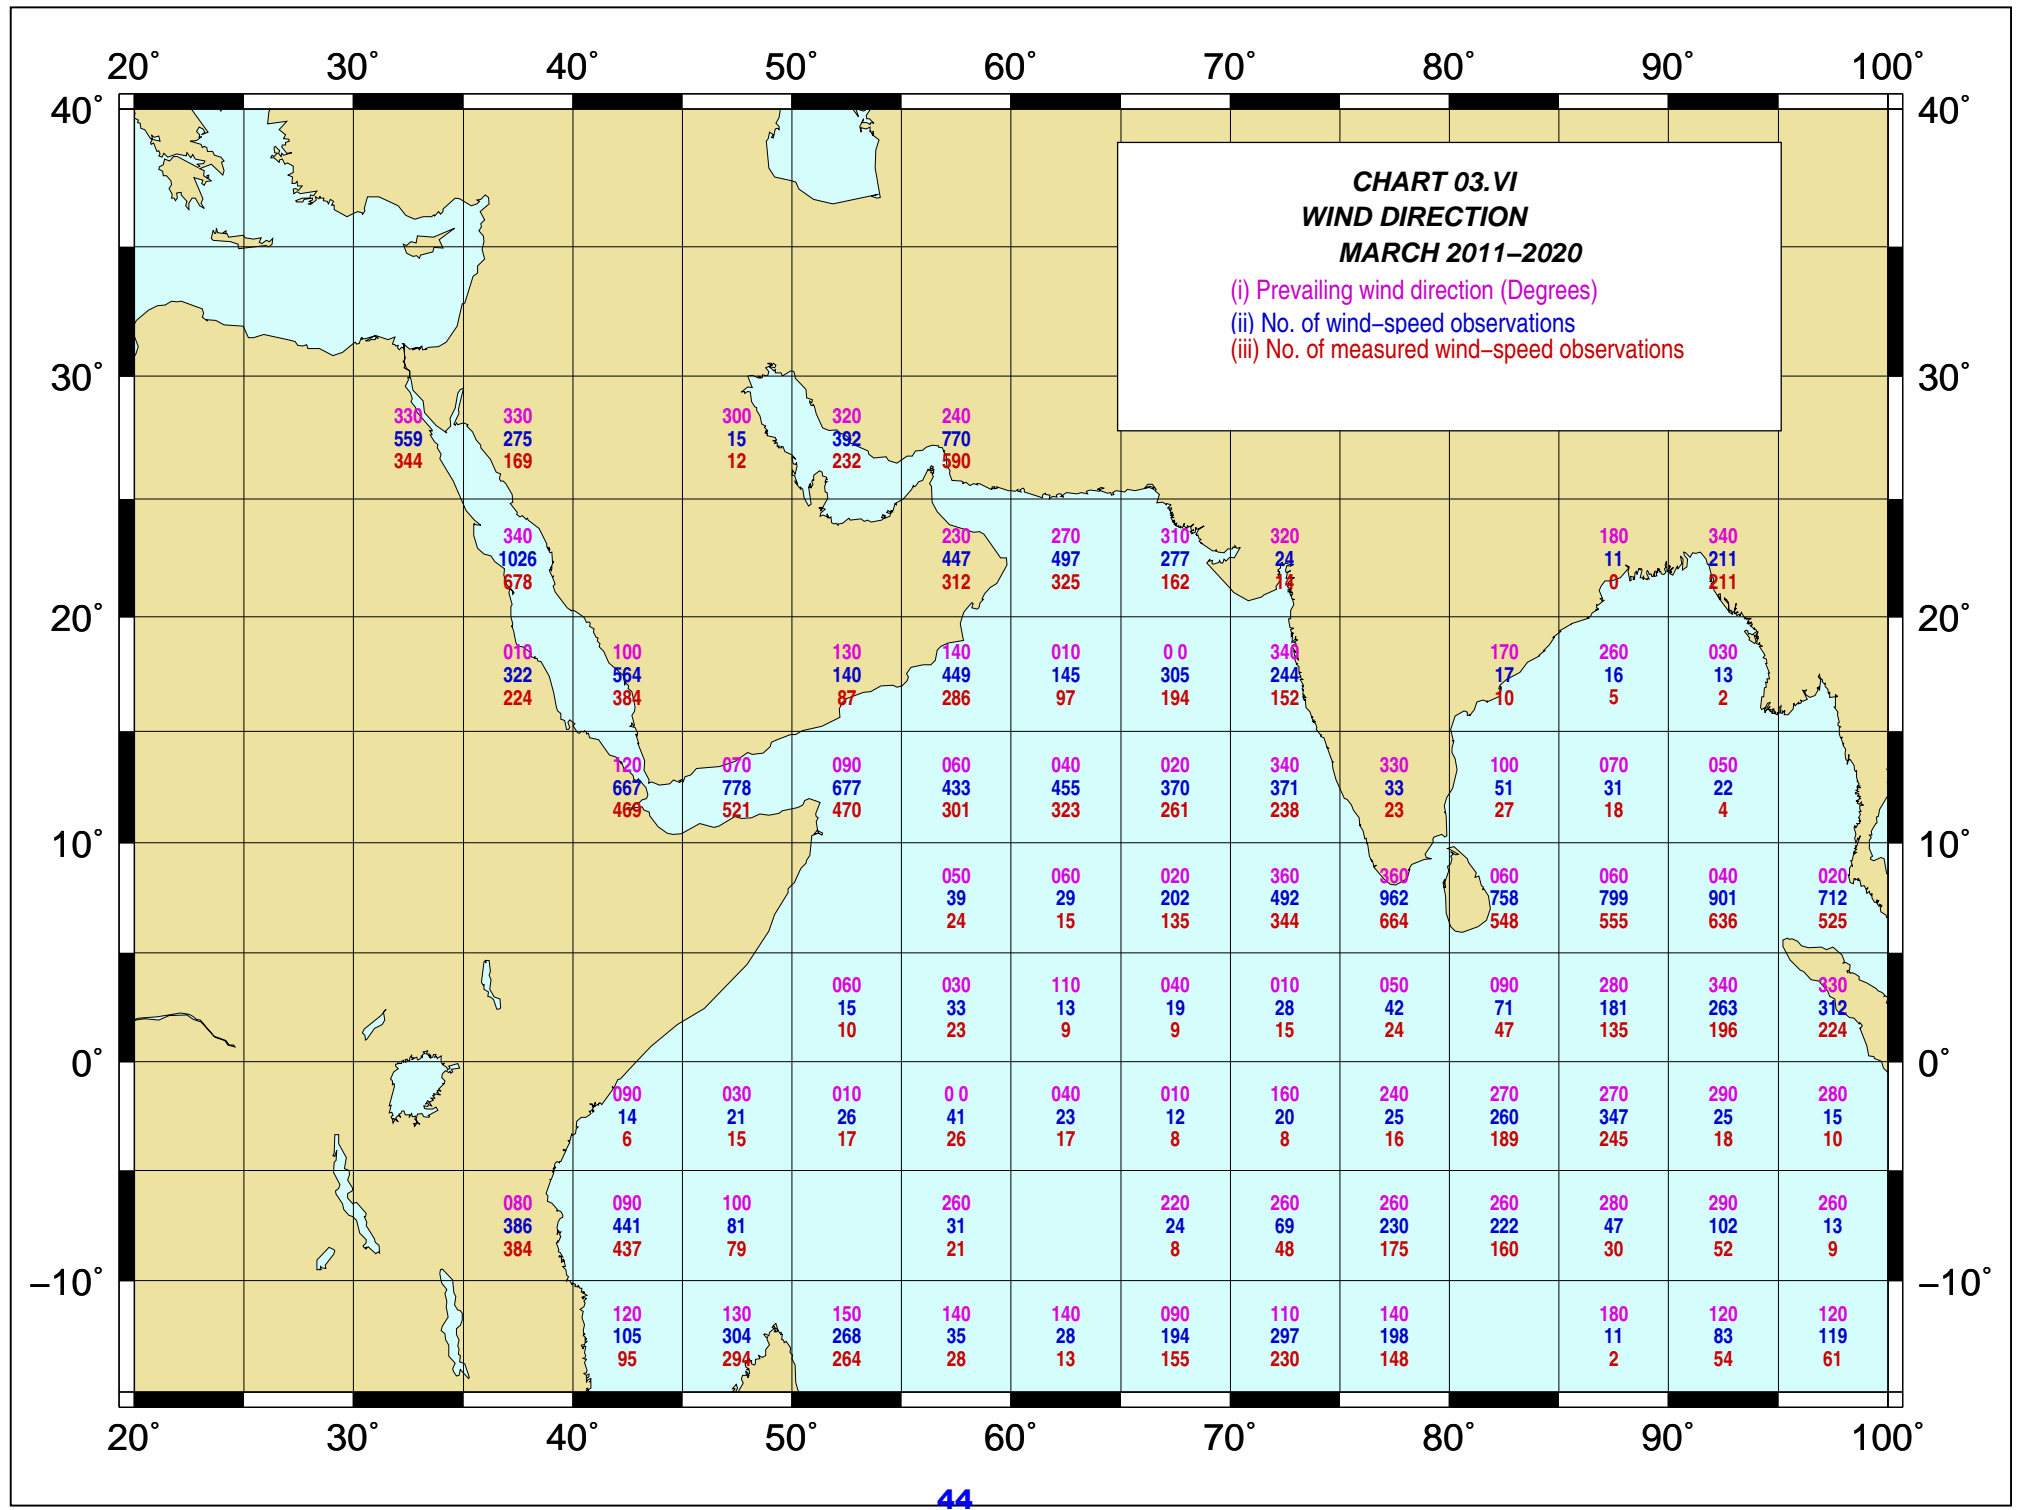 20° 30° 40° 50° 60° 70° 80° 90° 100°
40° 40°
CHART 03.VI
WIND DIRECTION
MARCH 2011–2020
(i) Prevailing wind direction (Degrees)
(ii) No. of wind–speed observations
(iii) No. of measured wind–speed observations
30° 30°
330 330 300 320 240
559 275 15 392 770
344 169 12 232 590
340 230 270 310 320 180 340
1026 447 497 277 24 11 211
678 312 325 162 14 0 211
20° 20°
010 100 130 140 010 0 0 340 170 260 030
322 564 140 449 145 305 244 17 16 13
224 384 87 286 97 194 152 10 5 2
120 070 090 060 040 020 340 330 100 070 050
667 778 677 433 455 370 371 33 51 31 22
469 521 470 301 323 261 238 23 27 18 4
10° 10°
050 060 020 360 360 060 060 040 020
39 29 202 492 962 758 799 901 712
24 15 135 344 664 548 555 636 525
060 030 110 040 010 050 090 280 340 330
15 33 13 19 28 42 71 181 263 312
10 23 9 9 15 24 47 135 196 224
0° 0°
090 030 010 0 0 040 010 160 240 270 270 290 280
14 21 26 41 23 12 20 25 260 347 25 15
6 15 17 26 17 8 8 16 189 245 18 10
080 090 100 260 220 260 260 260 280 290 260
386 441 81 31 24 69 230 222 47 102 13
384 437 79 21 8 48 175 160 30 52 9
–10° –10°
120 130 150 140 140 090 110 140 180 120 120
105 304 268 35 28 194 297 198 11 83 119
95 294 264 28 13 155 230 148 2 54 61
20° 30° 40° 50° 60° 70° 80° 90° 100°
44